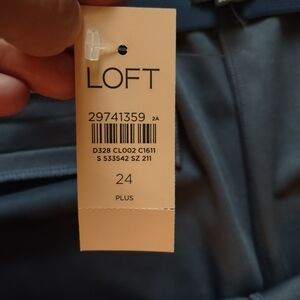 LOFT
29741359 2A
D328 CL002 C1611
S 533542 SZ 211
24
PLUS